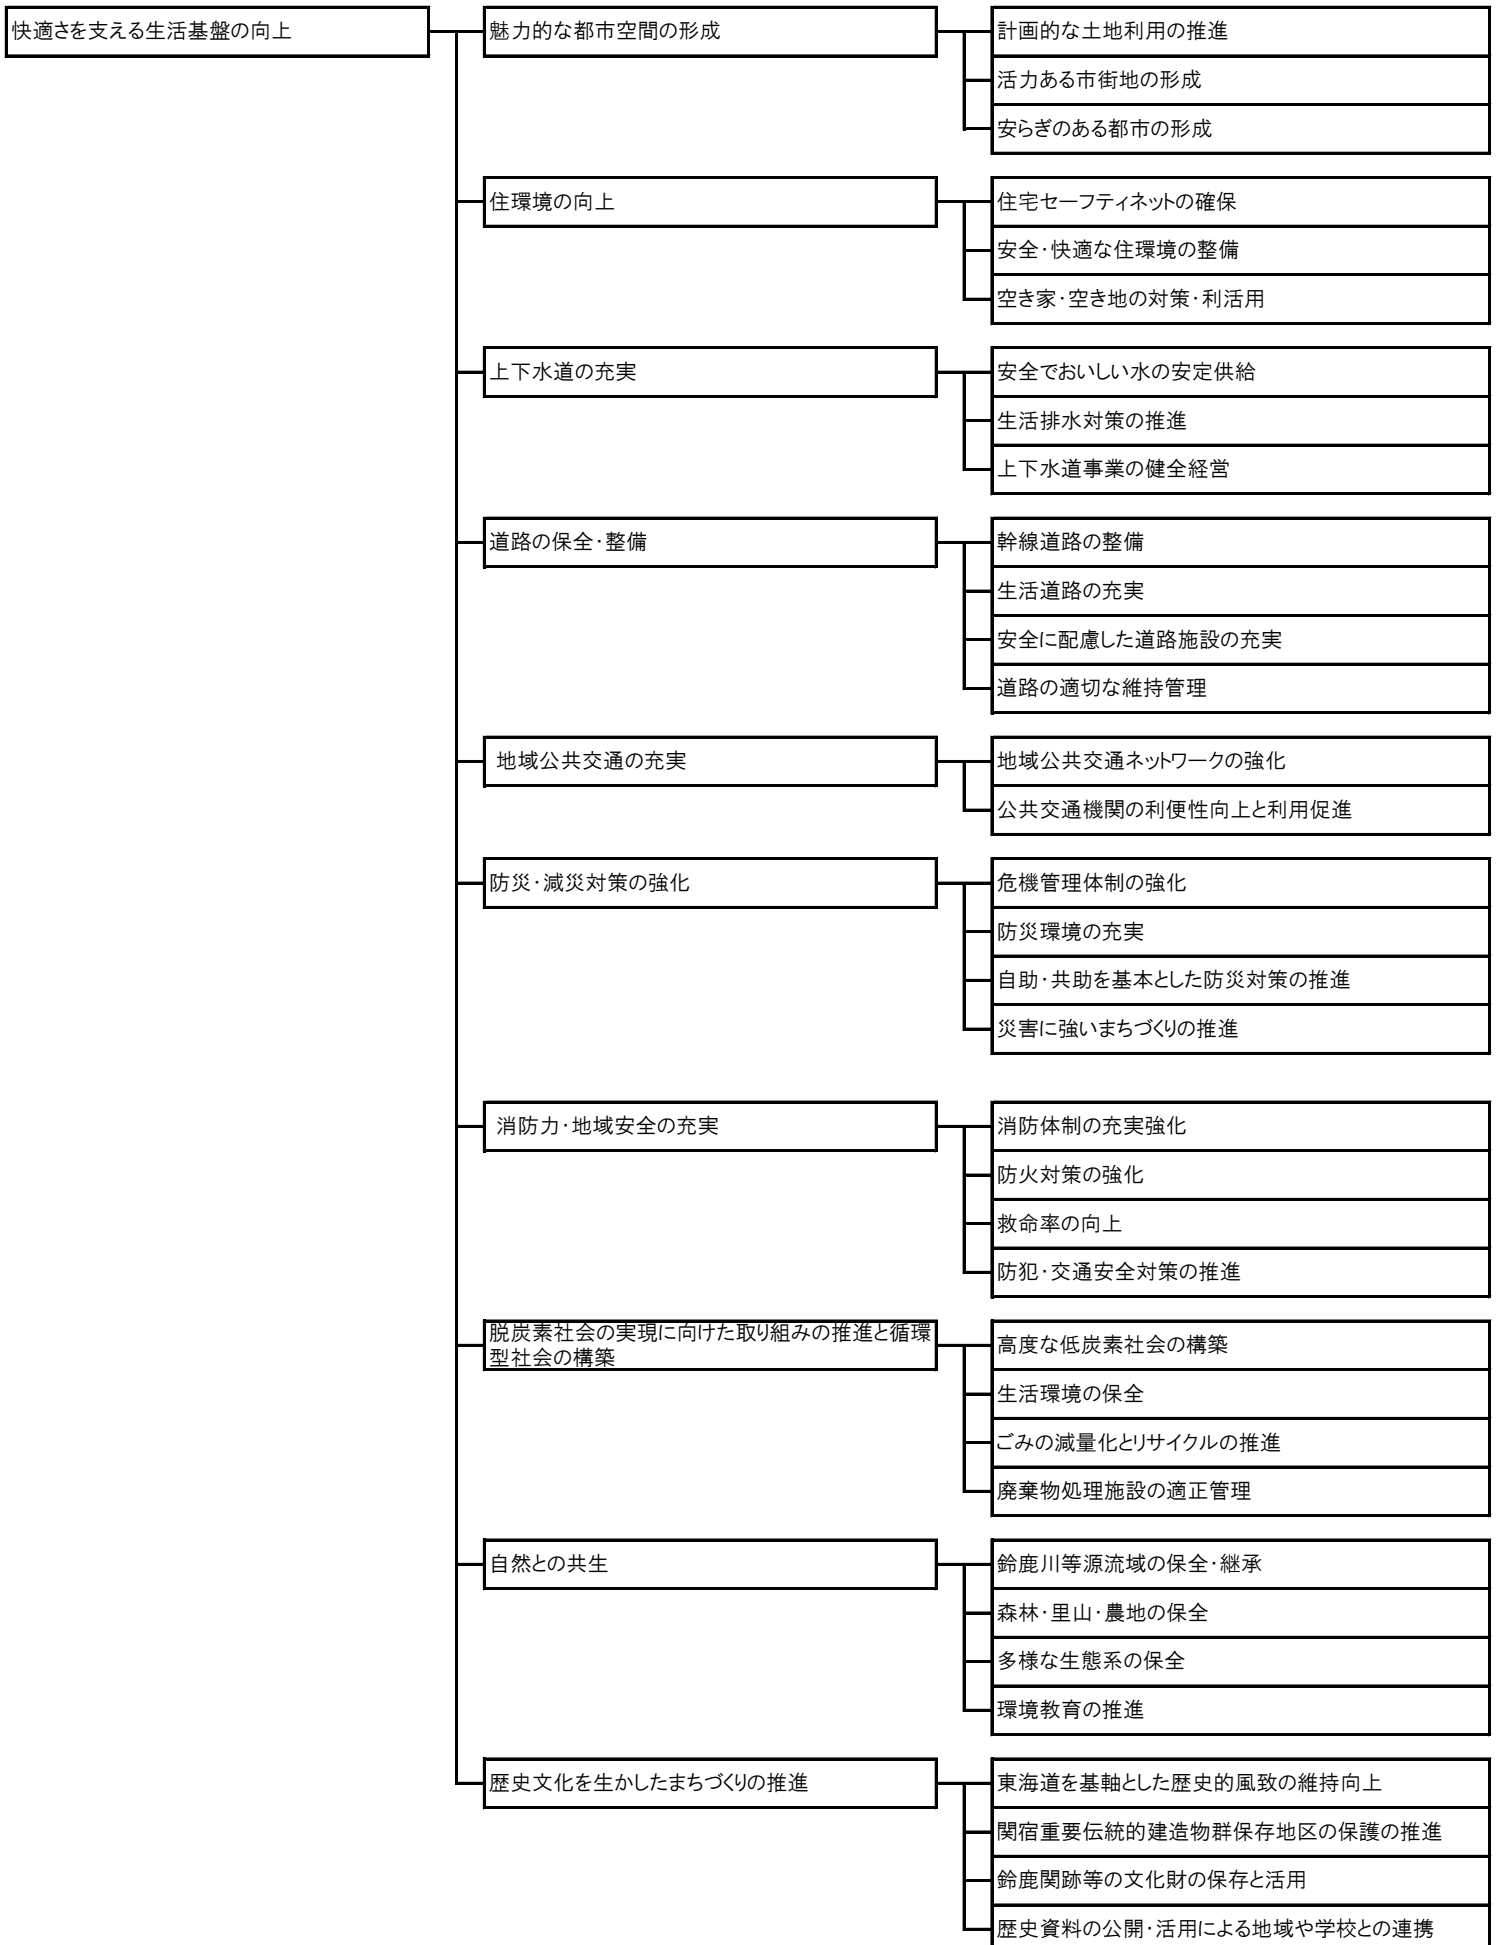 快適さを支える生活基盤の向上
魅力的な都市空間の形成
計画的な土地利用の推進
活力ある市街地の形成
安らぎのある都市の形成
住環境の向上
住宅セーフティネットの確保
安全・快適な住環境の整備
空き家・空き地の対策・利活用
上下水道の充実
安全でおいしい水の安定供給
生活排水対策の推進
上下水道事業の健全経営
道路の保全・整備
幹線道路の整備
生活道路の充実
安全に配慮した道路施設の充実
道路の適切な維持管理
地域公共交通の充実
地域公共交通ネットワークの強化
公共交通機関の利便性向上と利用促進
防災・減災対策の強化
危機管理体制の強化
防災環境の充実
自助・共助を基本とした防災対策の推進
災害に強いまちづくりの推進
消防力・地域安全の充実
消防体制の充実強化
防火対策の強化
救命率の向上
防犯・交通安全対策の推進
脱炭素社会の実現に向けた取り組みの推進と循環
型社会の構築
高度な低炭素社会の構築
生活環境の保全
ごみの減量化とリサイクルの推進
廃棄物処理施設の適正管理
自然との共生
鈴鹿川等源流域の保全・継承
森林・里山・農地の保全
多様な生態系の保全
環境教育の推進
歴史文化を生かしたまちづくりの推進
東海道を基軸とした歴史的風致の維持向上
関宿重要伝統的建造物群保存地区の保護の推進
鈴鹿関跡等の文化財の保存と活用
歴史資料の公開・活用による地域や学校との連携